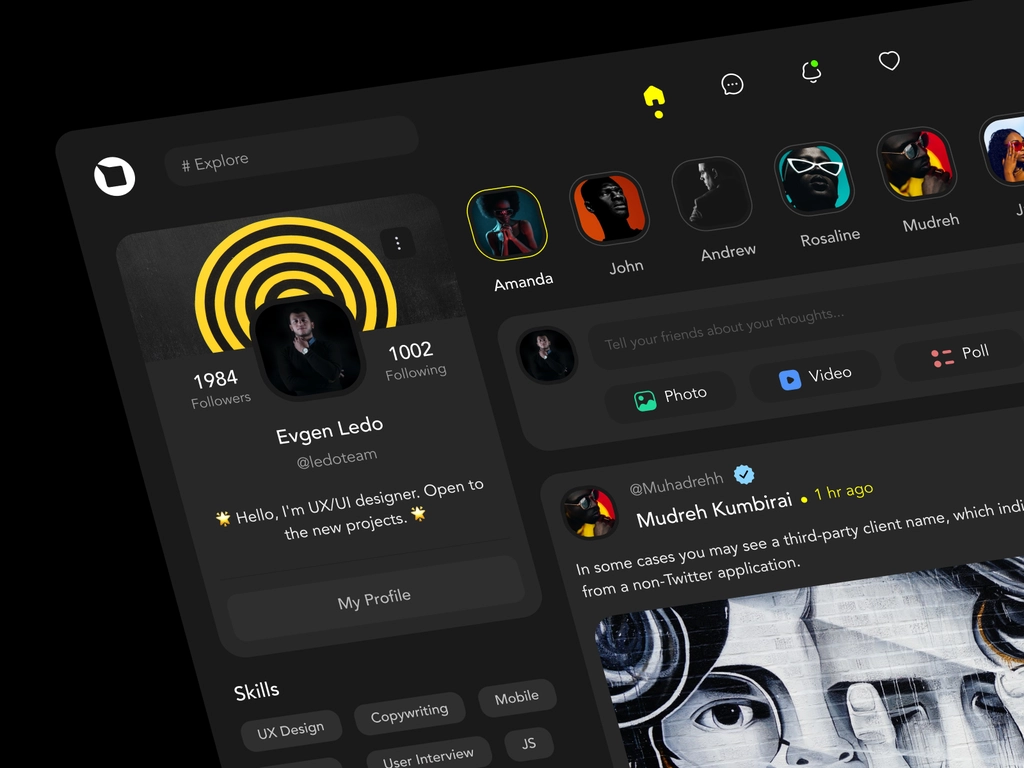 # Explore
Amanda
John
Andrew
Rosaline
Mudreh
1984
Followers
1002
Following
Evgen Ledo
@ledoteam
🌟 Hello, I'm UX/UI designer. Open to
the new projects. 🌟
My Profile
Skills
UX Design
Copywriting
Mobile
User Interview
JS
Tell your friends about your thoughts...
Photo
Video
Poll
@Muhadrehh
Mudreh Kumbirai • 1 hr ago
In some cases you may see a third-party client name, which
from a non-Twitter application.